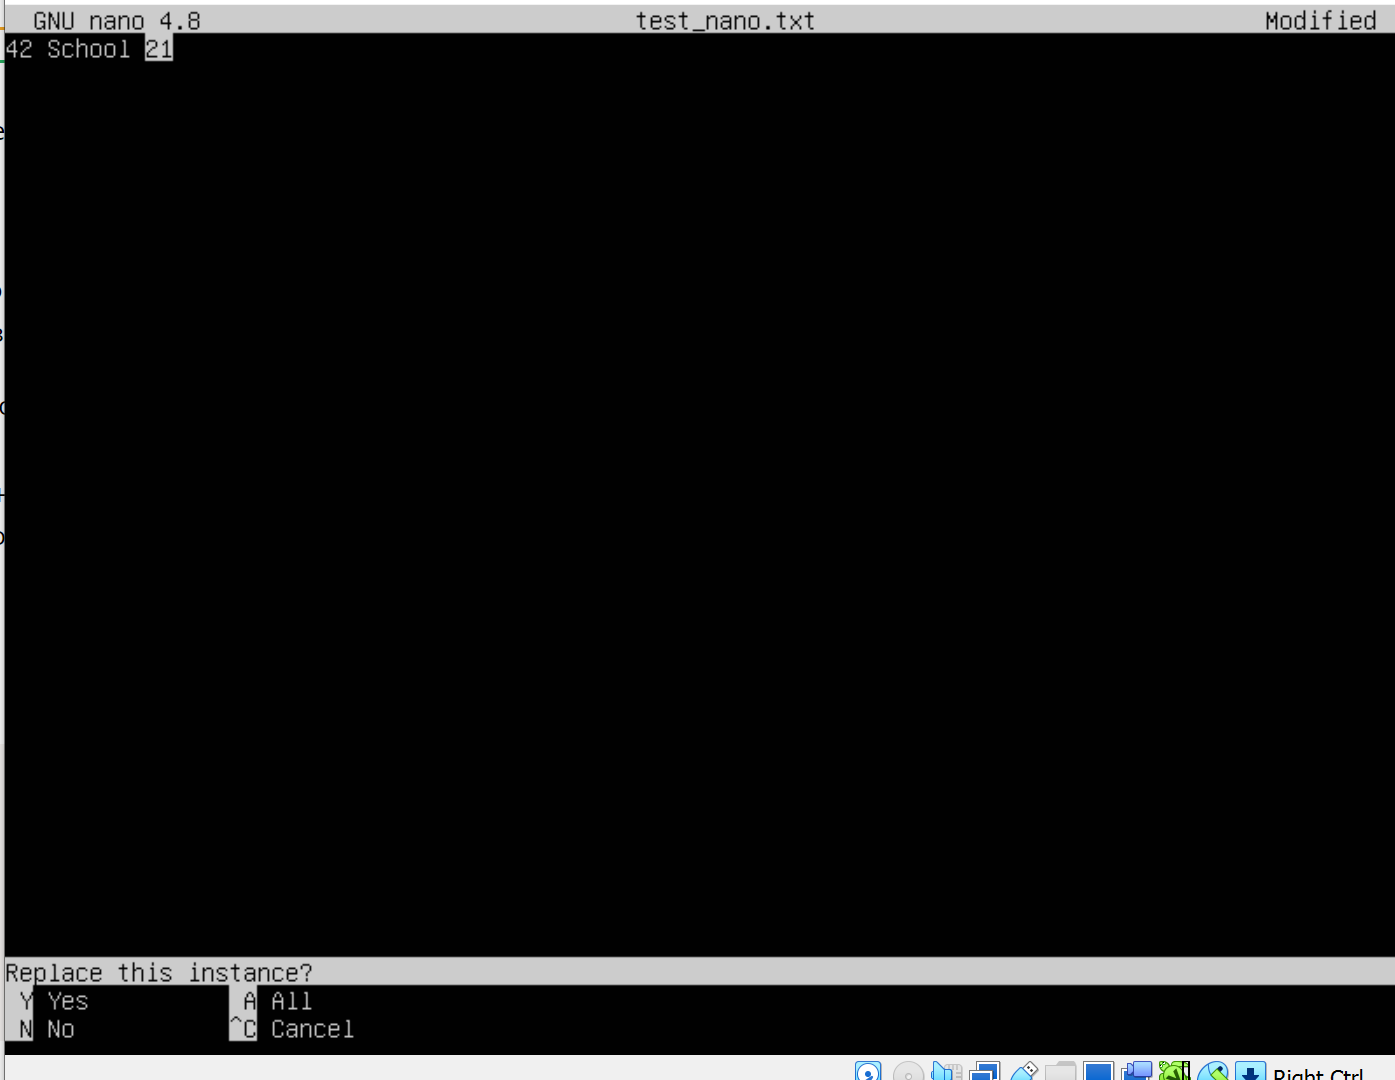 GNU nano 4.8 test_nano.txt Modified
42 School 21
Replace this instance?
Y Yes A All
N No ^C Cancel
Right Ctrl